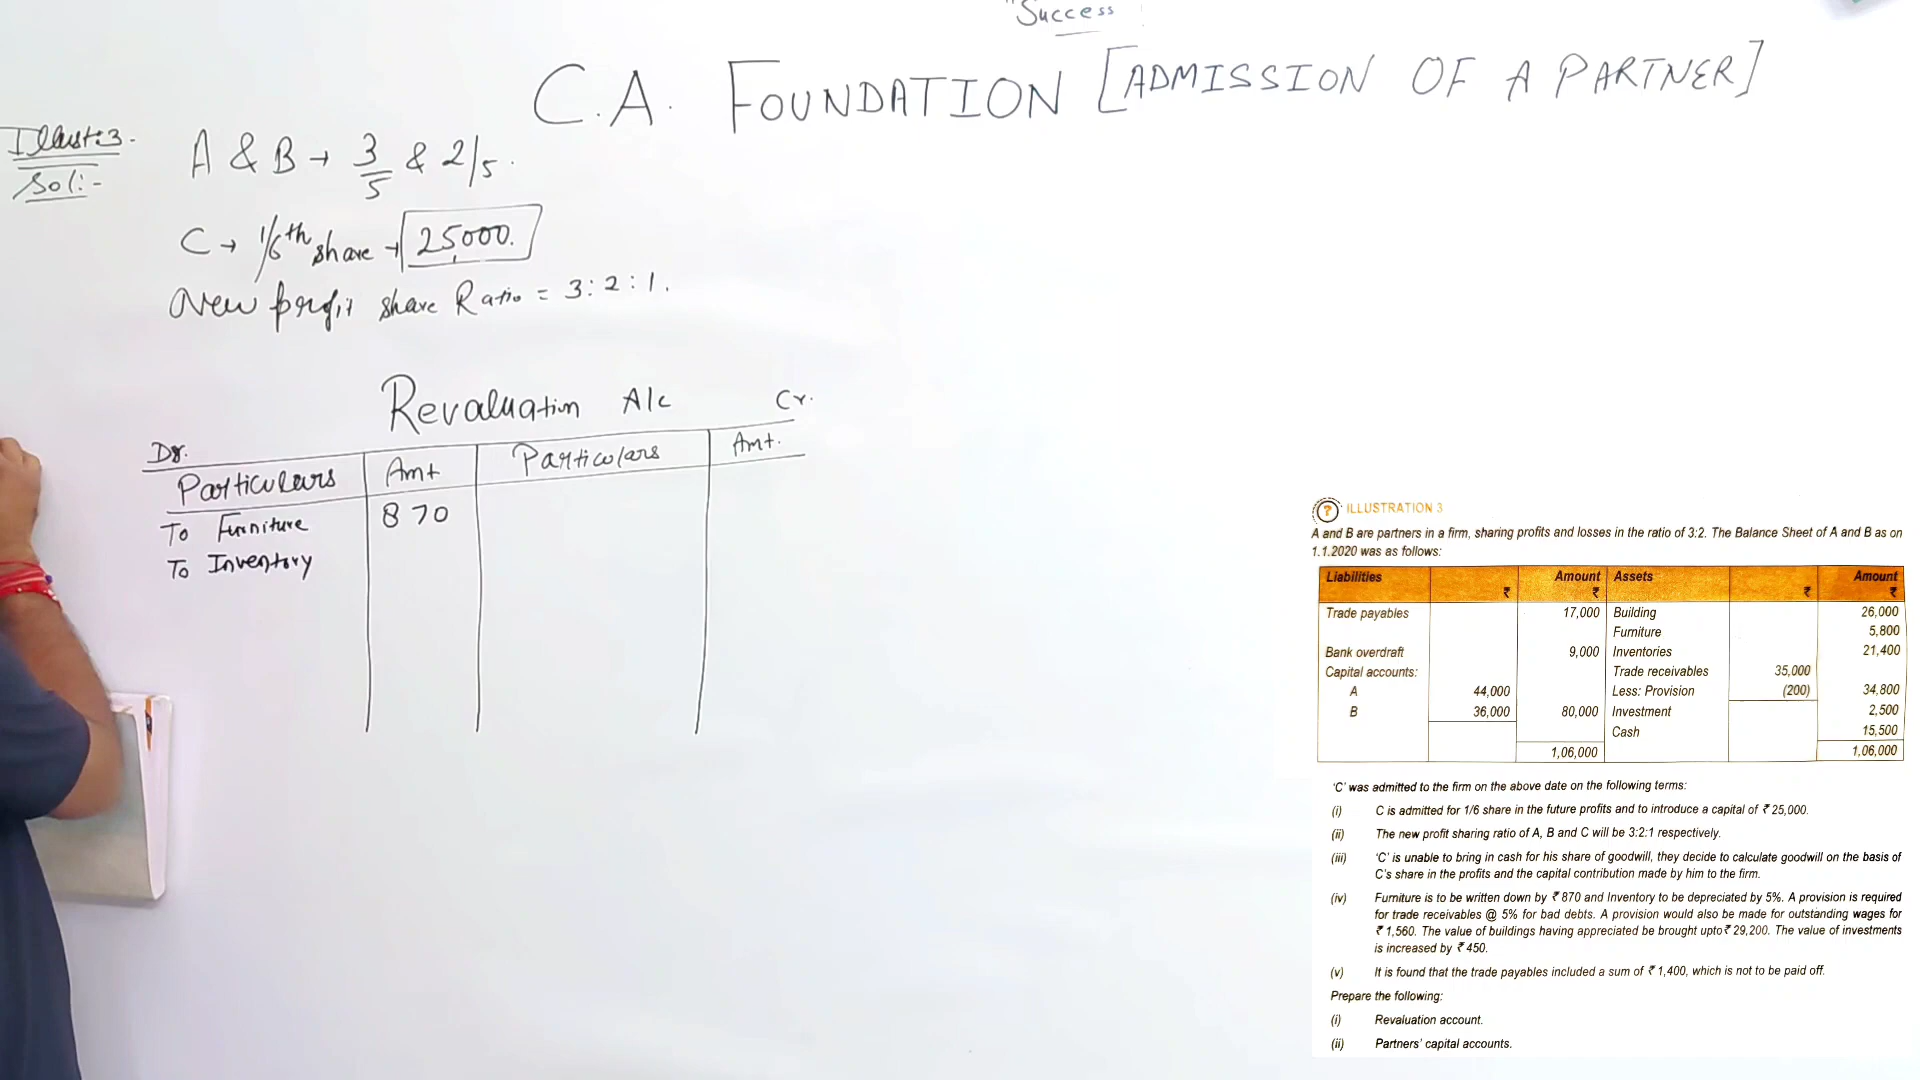 "Success
C.A. FOUNDATION [ADMISSION OF A PARTNER]
Illust:3.
Sol:-
A & B → 3/5 & 2/5.
C → 1/6th share → 25,000.
New profit share Ratio = 3:2:1.
Revaluation A/c
Dr. Cr.
Particulars Amt Particulars Amt.
To Furniture 870
To Inventory
? ILLUSTRATION 3
A and B are partners in a firm, sharing profits and losses in the ratio of 3:2. The Balance Sheet of A and B as on
1.1.2020 was as follows:
Liabilities ₹ Amount ₹ Assets ₹ Amount ₹
Trade payables 17,000 Building 26,000
Furniture 5,800
Bank overdraft 9,000 Inventories 21,400
Capital accounts: Trade receivables 35,000
A 44,000 Less: Provision (200) 34,800
B 36,000 80,000 Investment 2,500
Cash 15,500
1,06,000 1,06,000
'C' was admitted to the firm on the above date on the following terms:
(i) C is admitted for 1/6 share in the future profits and to introduce a capital of ₹ 25,000.
(ii) The new profit sharing ratio of A, B and C will be 3:2:1 respectively.
(iii) 'C' is unable to bring in cash for his share of goodwill, they decide to calculate goodwill on the basis of
C's share in the profits and the capital contribution made by him to the firm.
(iv) Furniture is to be written down by ₹ 870 and Inventory to be depreciated by 5%. A provision is required
for trade receivables @ 5% for bad debts. A provision would also be made for outstanding wages for
₹ 1,560. The value of buildings having appreciated be brought upto ₹ 29,200. The value of investments
is increased by ₹ 450.
(v) It is found that the trade payables included a sum of ₹ 1,400, which is not to be paid off.
Prepare the following:
(i) Revaluation account.
(ii) Partners' capital accounts.